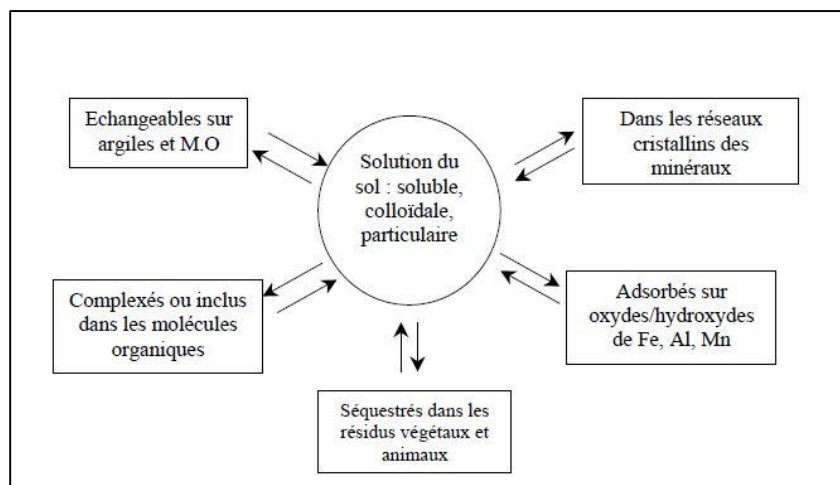 Echangeables sur
argiles et M.O
Solution du
sol : soluble,
colloïdale,
particulaire
Dans les réseaux
cristallins des
minéraux
Complexés ou inclus
dans les molécules
organiques
Adsorbés sur
oxydes/hydroxydes
de Fe, Al, Mn
Séquestrés dans les
résidus végétaux et
animaux